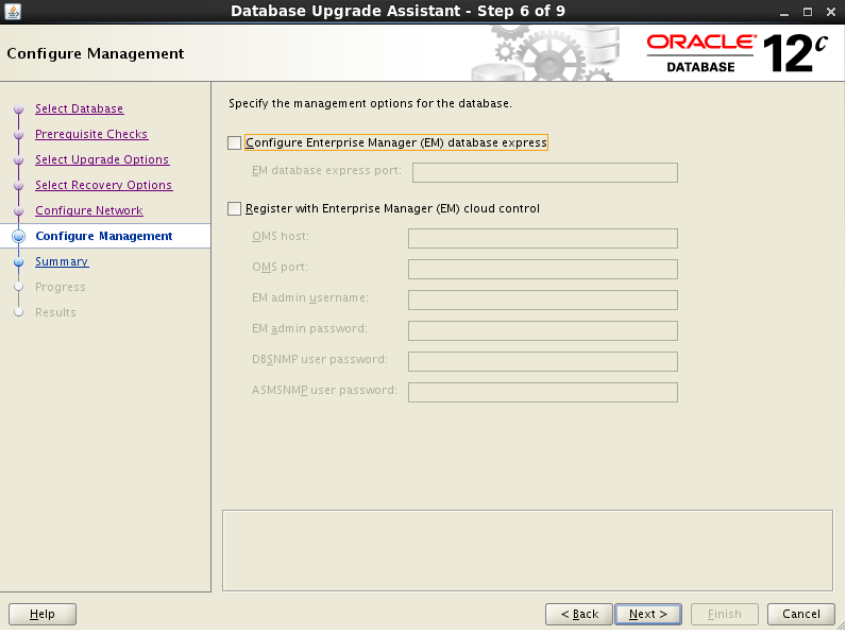 Database Upgrade Assistant - Step 6 of 9
Configure Management
ORACLE
DATABASE
12c
Select Database
Prerequisite Checks
Select Upgrade Options
Select Recovery Options
Configure Network
Configure Management
Summary
Progress
Results
Specify the management options for the database.
Configure Enterprise Manager (EM) database express
EM database express port:
Register with Enterprise Manager (EM) cloud control
OMS host:
OMS port:
EM admin username:
EM admin password:
DBSNMP user password:
ASMSNMP user password:
Help
< Back
Next >
Finish
Cancel